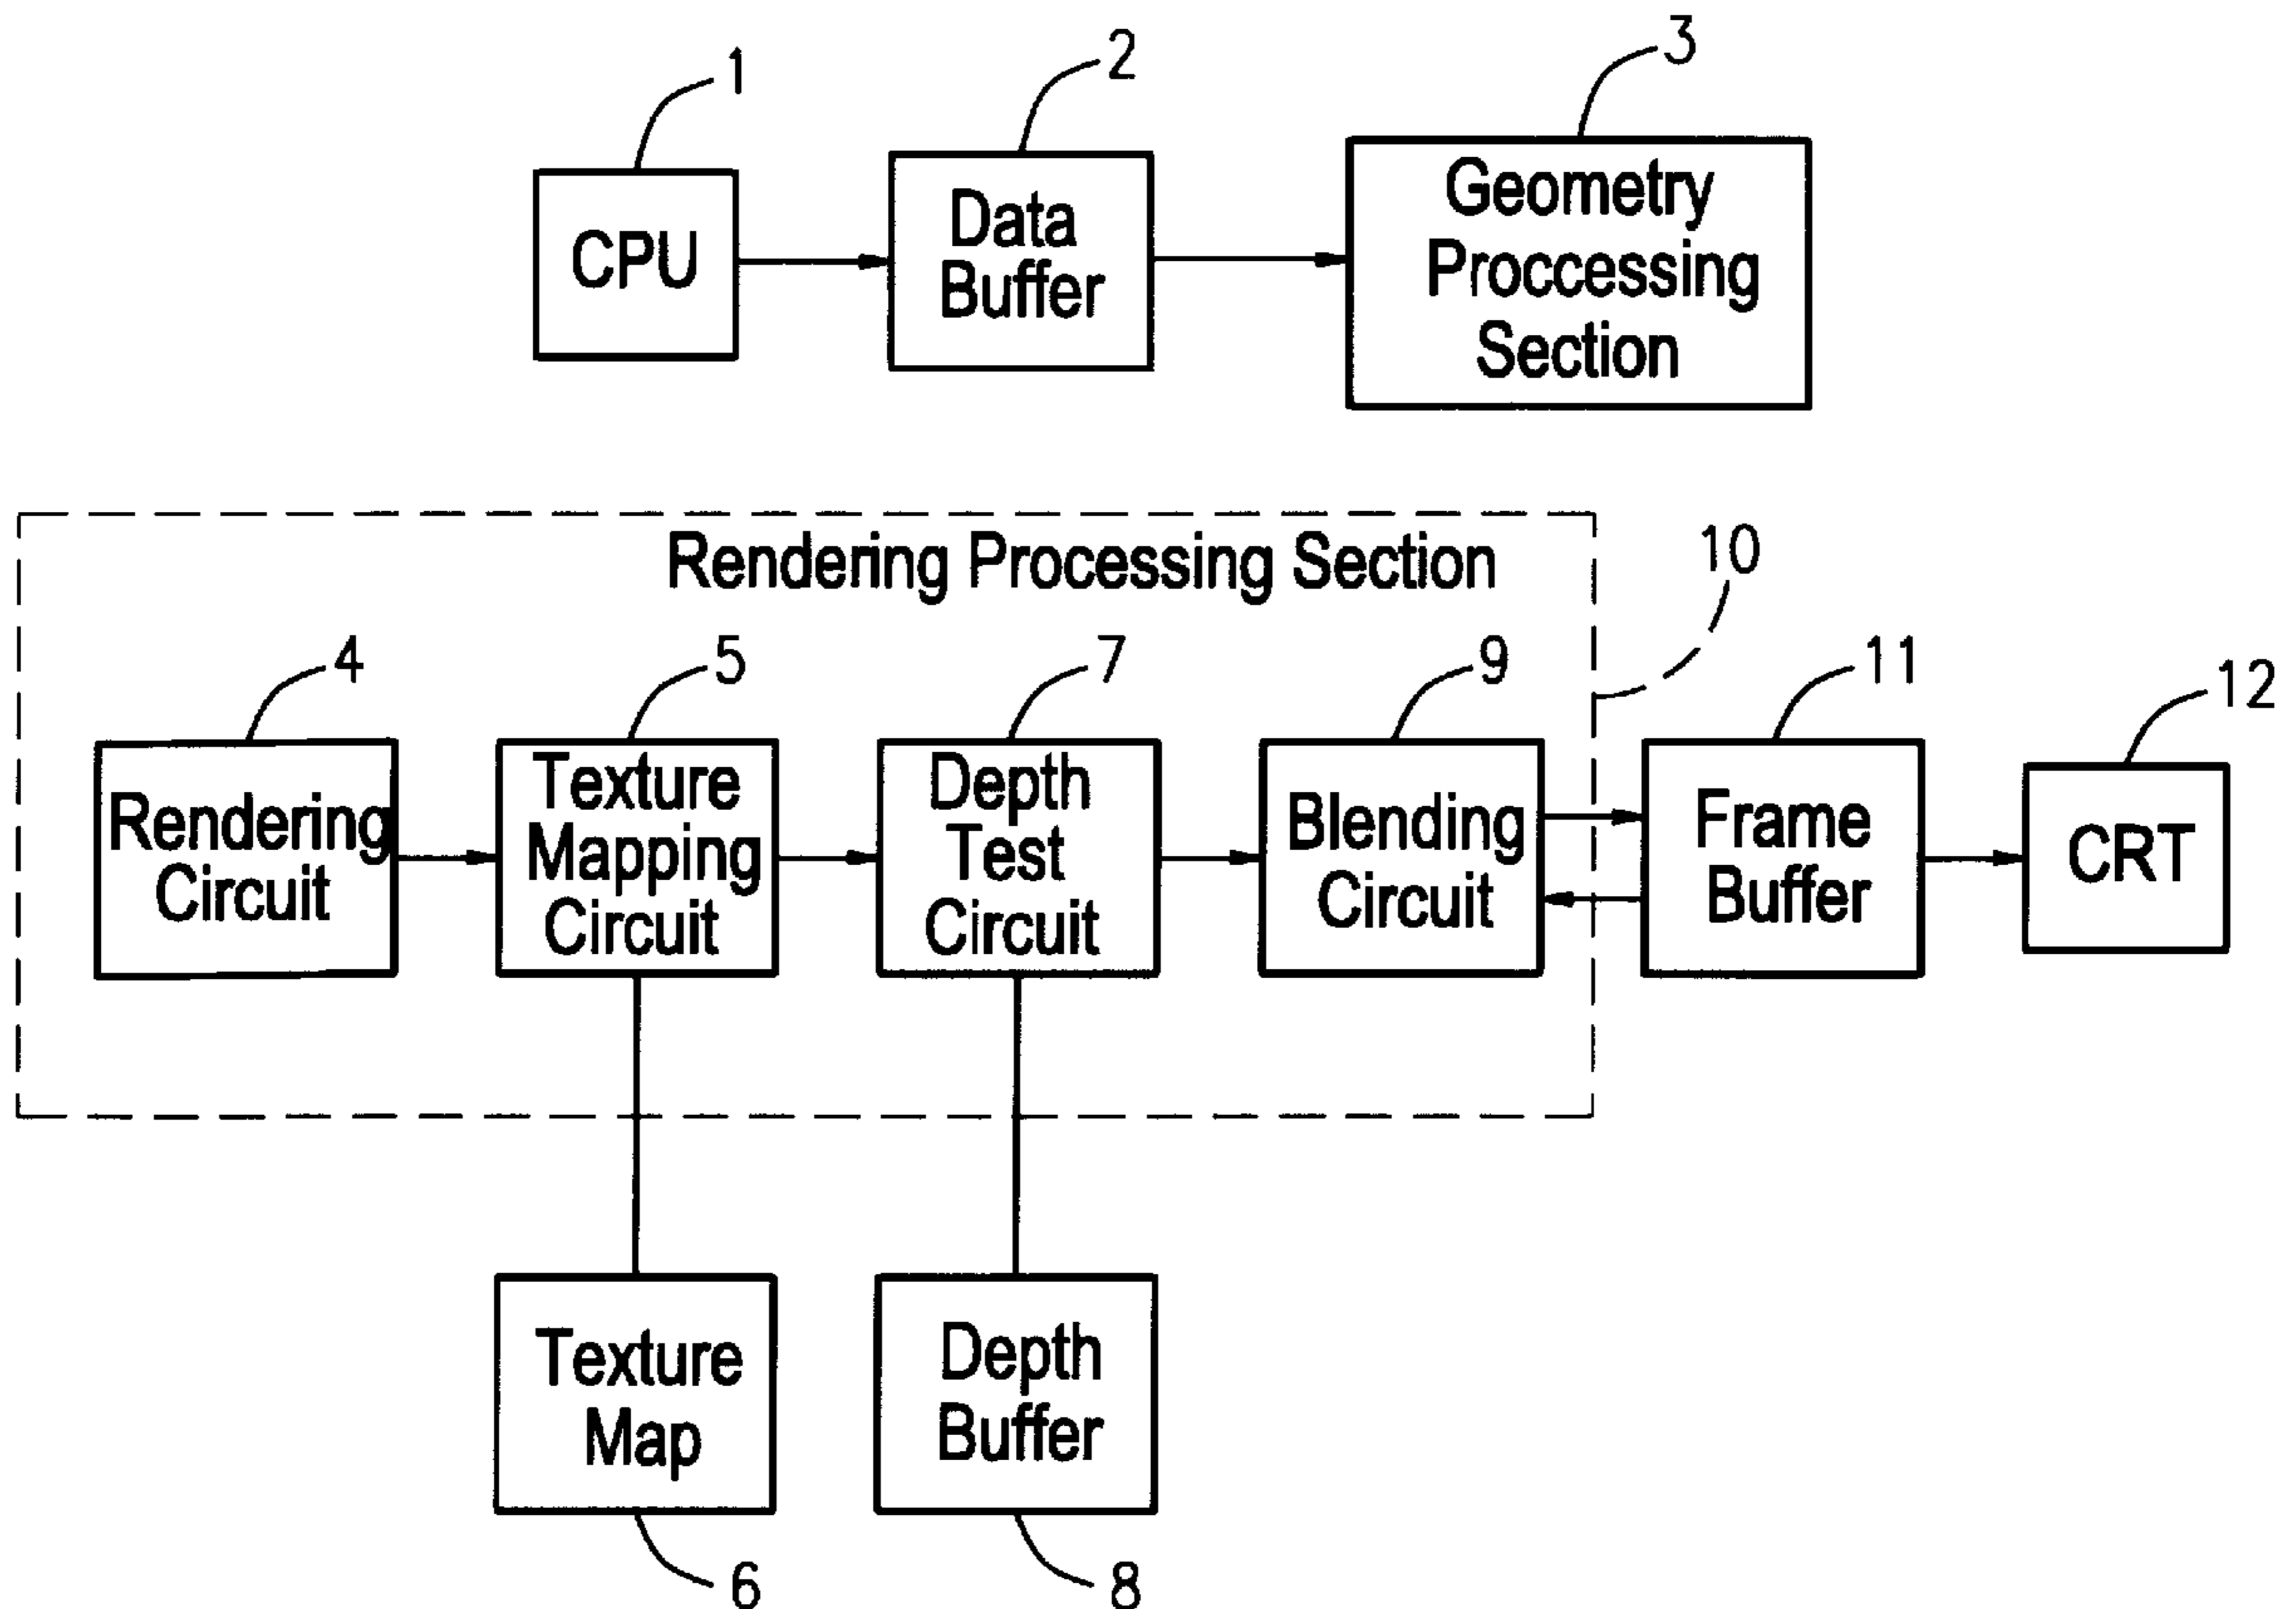 1
2
3
CPU
Data
Buffer
Geometry
Proccessing
Section
Rendering Processing Section
10
4
5
7
9
11
12
Rendering
Circuit
Texture
Mapping
Circuit
Depth
Test
Circuit
Blending
Circuit
Frame
Buffer
CRT
Texture
Map
Depth
Buffer
6
8